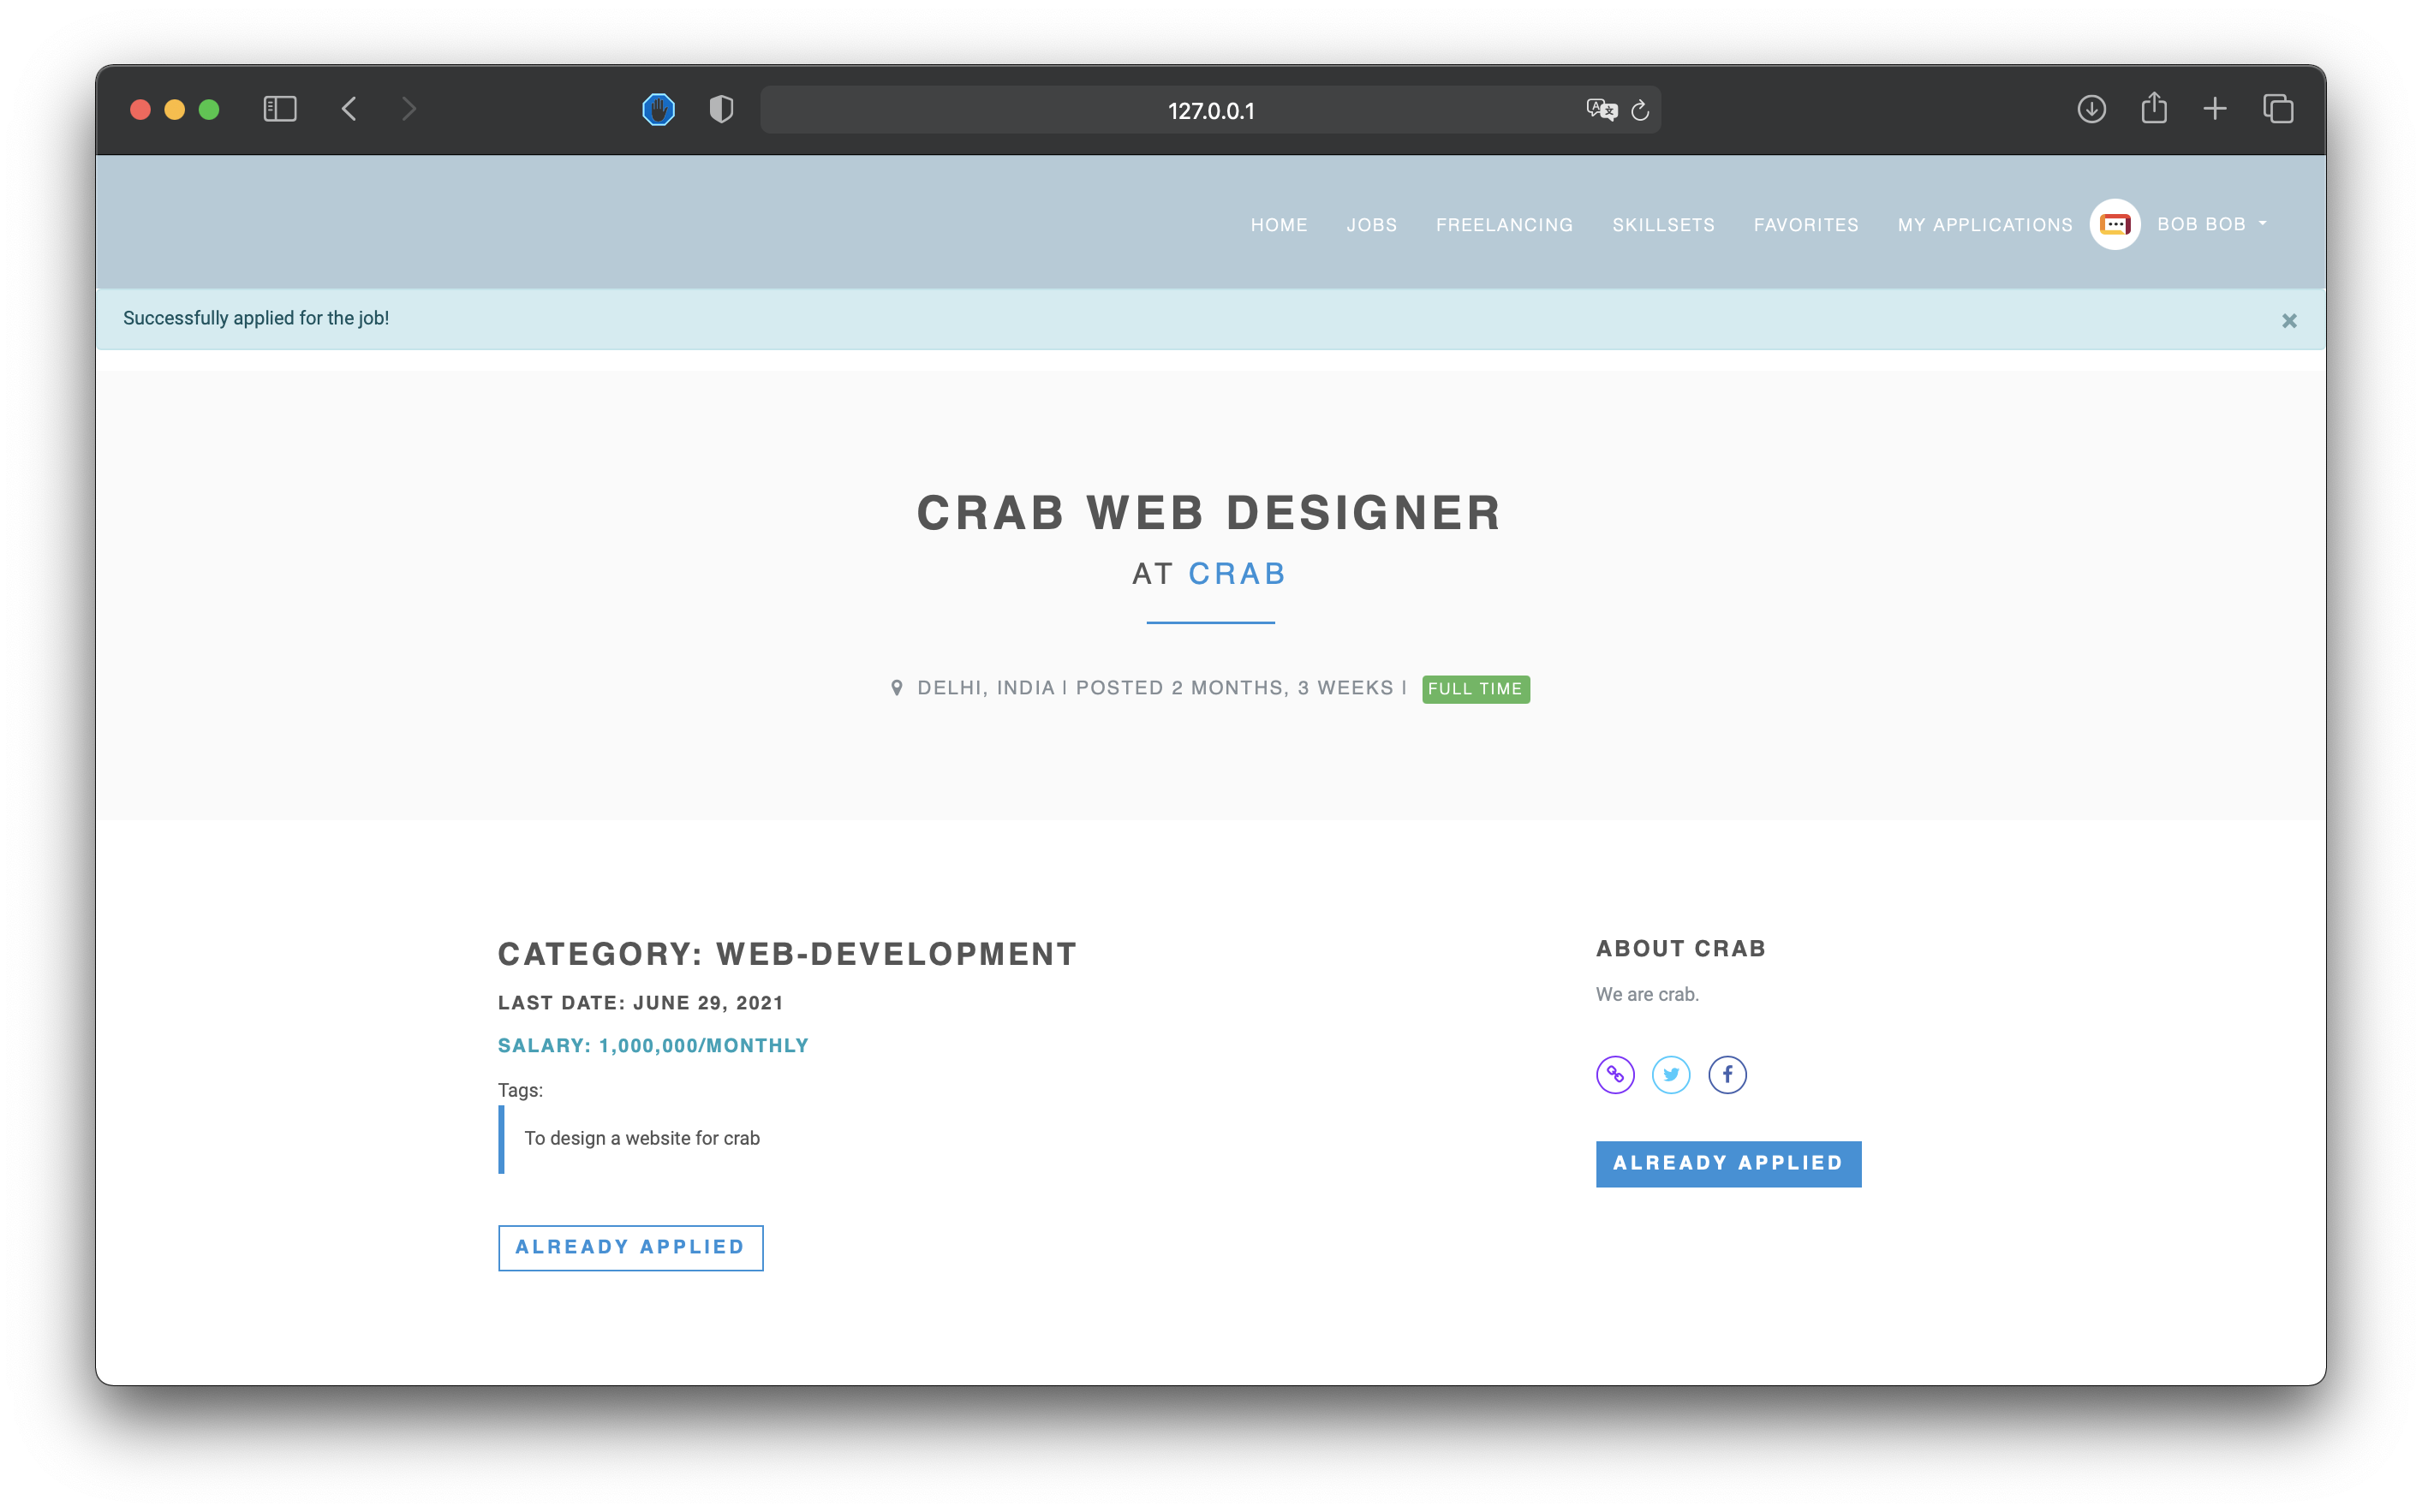 127.0.0.1
HOME JOBS FREELANCING SKILLSETS FAVORITES MY APPLICATIONS BOB BOB
Successfully applied for the job!
CRAB WEB DESIGNER
AT CRAB
DELHI, INDIA | POSTED 2 MONTHS, 3 WEEKS | FULL TIME
CATEGORY: WEB-DEVELOPMENT
LAST DATE: JUNE 29, 2021
SALARY: 1,000,000/MONTHLY
Tags:
To design a website for crab
ALREADY APPLIED
ABOUT CRAB
We are crab.
ALREADY APPLIED